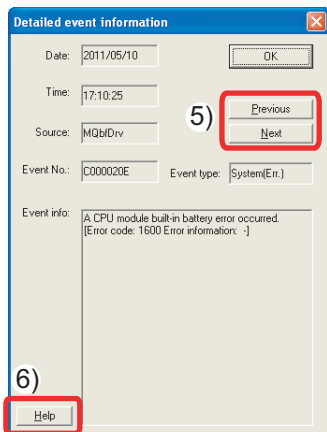 Detailed event information
Date: 2011/05/10 OK
Time: 17:10:25
5) Previous
Source: MQbfDrv Next
Event No.: C000020E Event type: System(Err.)
Event info: A CPU module built-in battery error occurred.
[Error code: 1600 Error information: -]
6)
Help